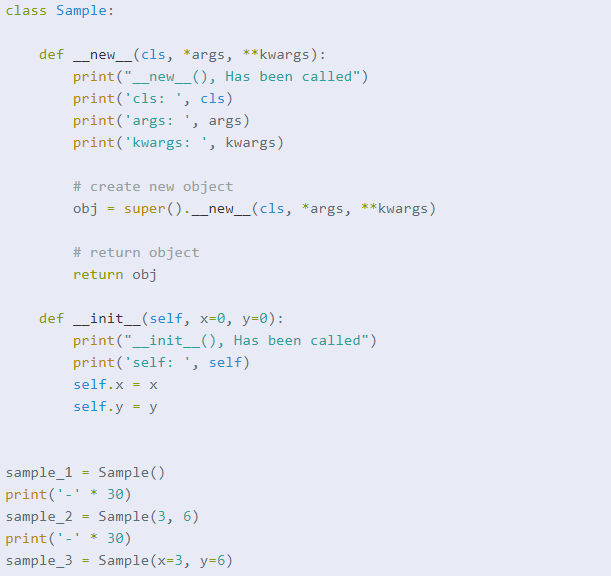 class Sample:
    def __new__(cls, *args, **kwargs):
        print("__new__(), Has been called")
        print('cls: ', cls)
        print('args: ', args)
        print('kwargs: ', kwargs)
        # create new object
        obj = super().__new__(cls, *args, **kwargs)
        # return object
        return obj
    def __init__(self, x=0, y=0):
        print("__init__(), Has been called")
        print('self: ', self)
        self.x = x
        self.y = y
sample_1 = Sample()
print('-' * 30)
sample_2 = Sample(3, 6)
print('-' * 30)
sample_3 = Sample(x=3, y=6)